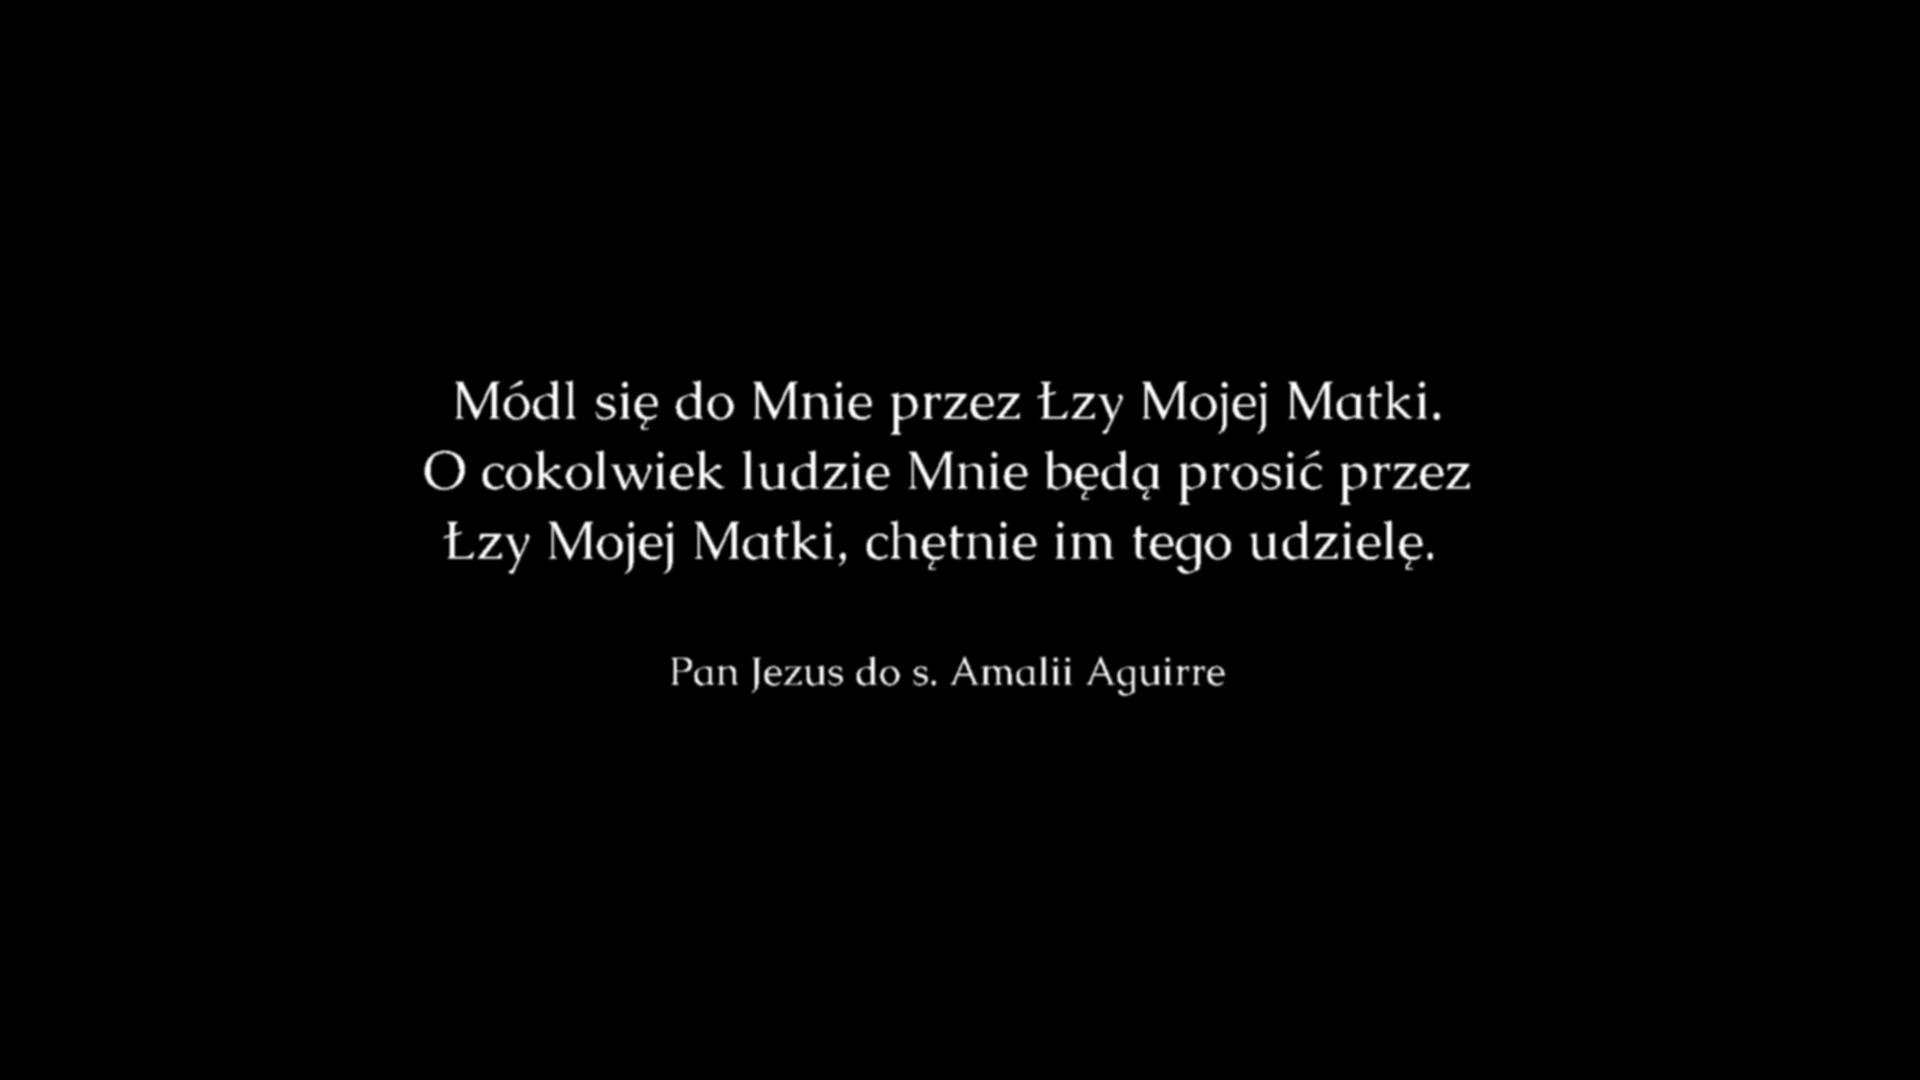 Módl się do Mnie przez Łzy Mojej Matki.
O cokolwiek ludzie Mnie będą prosić przez
Łzy Mojej Matki, chętnie im tego udzielę.
Pan Jezus do s. Amalii Aguirre